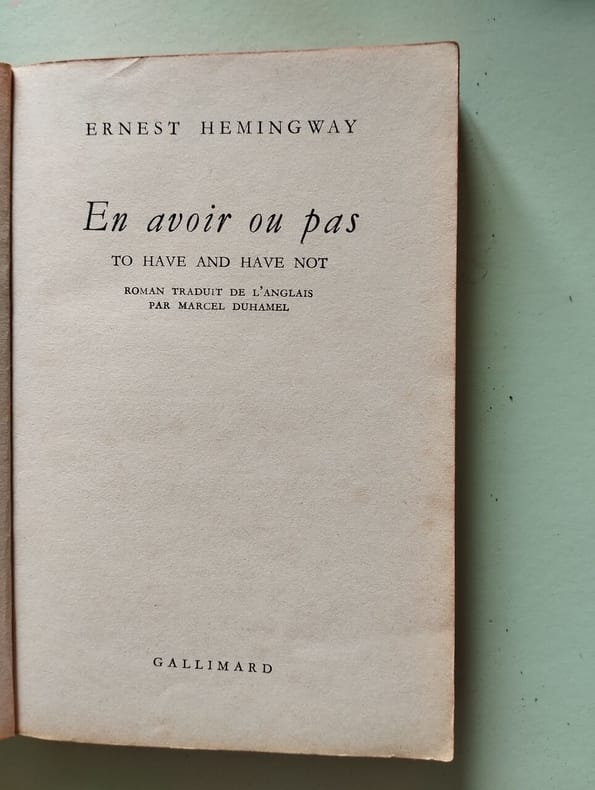 ERNEST HEMINGWAY
En avoir ou pas
TO HAVE AND HAVE NOT
ROMAN TRADUIT DE L'ANGLAIS
PAR MARCEL DUHAMEL
GALLIMARD